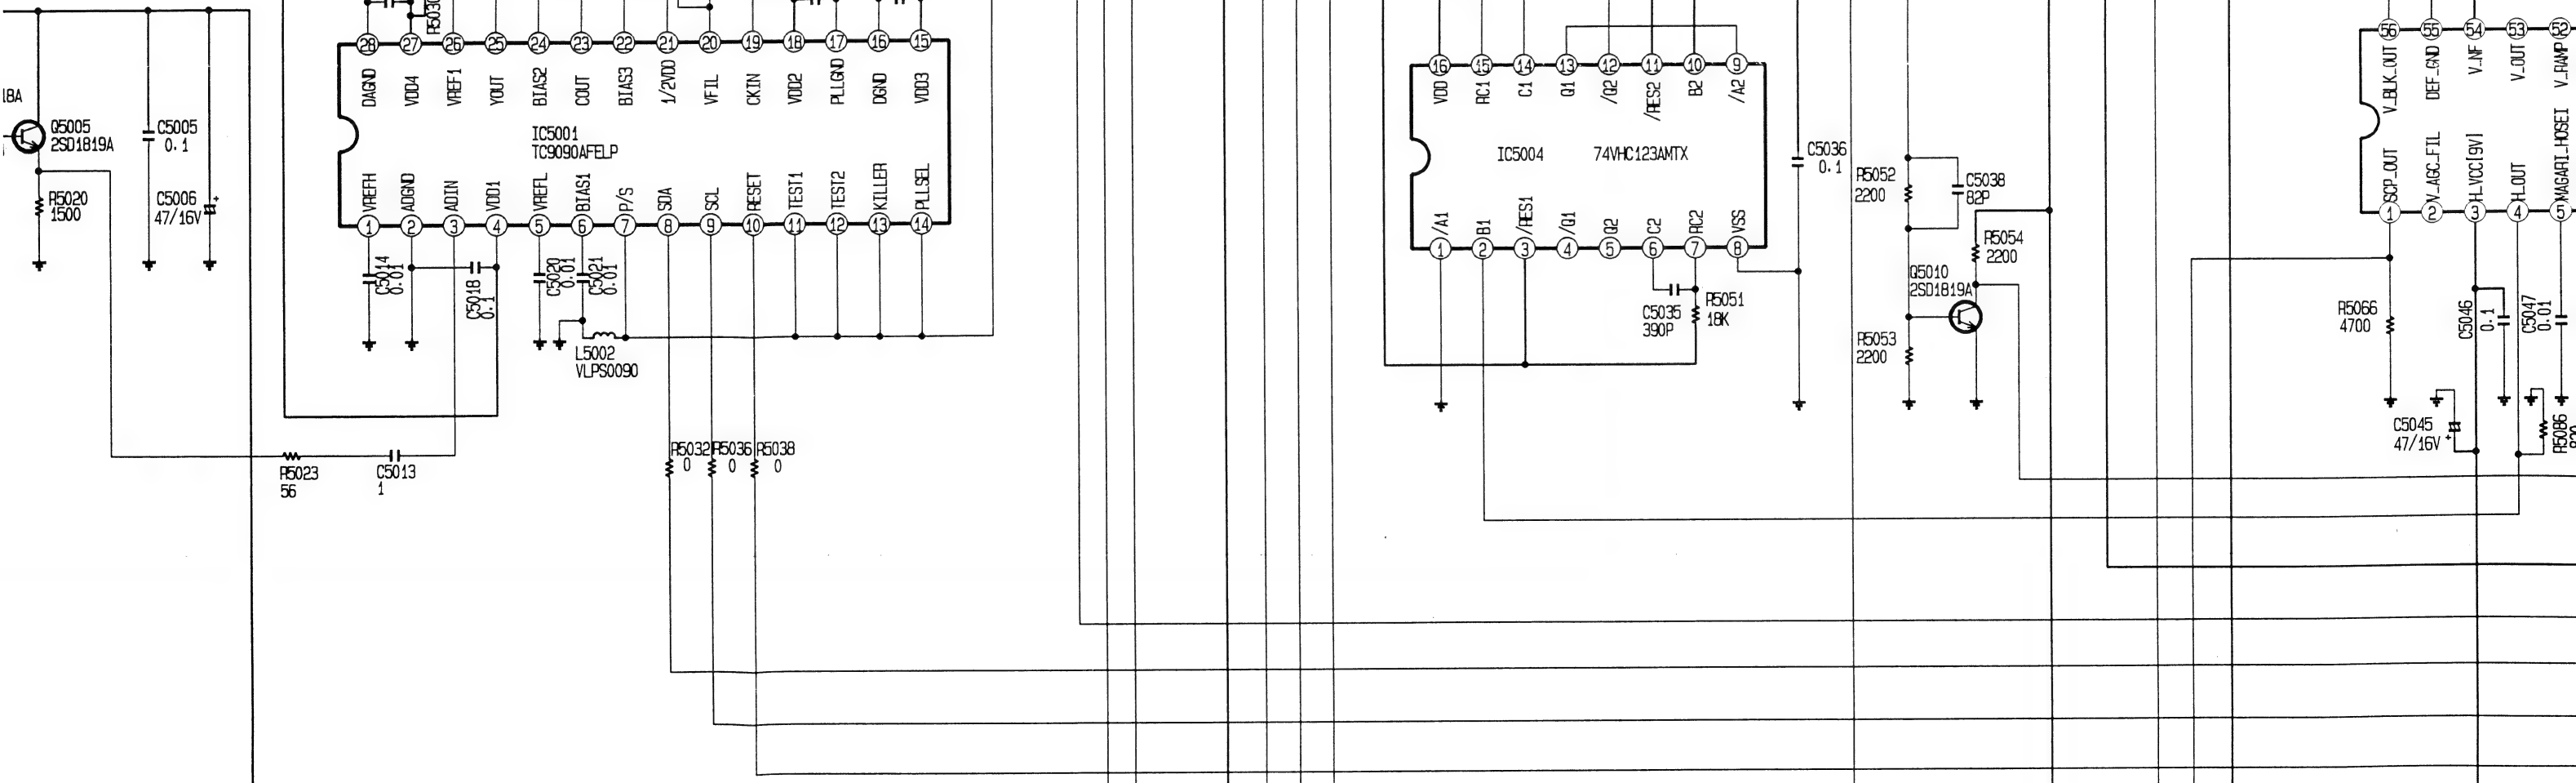 18A
Q5005
2SD1819A
R5020
1500
C5005
0.1
C5006
47/16V
+
R5030
28 27 26 25 24 23 22 21 20 19 18 17 16 15
DAGND VDD4 VREF1 YOUT BIAS2 COUT BIAS3 1/2VDD VFIL CKIN VDD2 PLLGND DGND VDD3
IC5001
TC9090AFELP
VREFH ADGND ADIN VDD1 VREFL BIAS1 P/S SDA SCL RESET TEST1 TEST2 KILLER PLLSEL
1 2 3 4 5 6 7 8 9 10 11 12 13 14
C5014
0.01
C5018
0.1
C5020
0.01
C5021
0.01
L5002
VLPS0090
R5023
56
C5013
1
R5032
0
R5036
0
R5038
0
16 15 14 13 12 11 10 9
VDD RC1 C1 Q1 /Q2 /RES2 B2 /A2
IC5004 74VHC123AMTX
/A1 B1 /RES1 /Q1 Q2 C2 RC2 VSS
1 2 3 4 5 6 7 8
C5035
390P
R5051
18K
C5036
0.1
R5052
2200
C5038
82P
R5054
2200
Q5010
2SD1819A
R5053
2200
56 55 54 53 52
V_BLK_OUT DEF_GND V_NF V_OUT V_RAMP
SCP_OUT V_AGC_FIL H_VCC[9V] H_OUT MAGARI_HOSEI
1 2 3 4 5
R5066
4700
C5046
0.1
C5047
0.01
C5045
47/16V
+
R5086
820